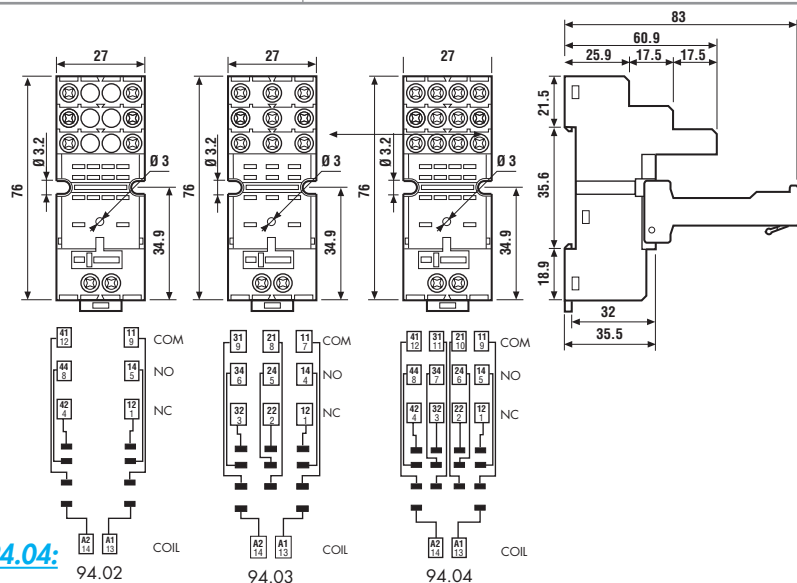 83
60.9
25.9 17.5 17.5
27 27 27
21.5
Ø 3.2 Ø 3.2 Ø 3.2
Ø 3 Ø 3 Ø 3
76 76 76
35.6
34.9 34.9 34.9
18.9
32
35.5
41 12 11 9 COM
44 8 14 5 NO
42 4 12 1 NC
A2 14 A1 13 COIL
94.02
31 9 21 8 11 7 COM
34 6 24 5 14 4 NO
32 3 22 2 12 1 NC
A2 14 A1 13 COIL
94.03
41 12 31 11 21 10 11 9 COM
44 8 34 7 24 6 14 5 NO
42 4 32 3 22 2 12 1 NC
A2 14 A1 13 COIL
94.04
4.04: